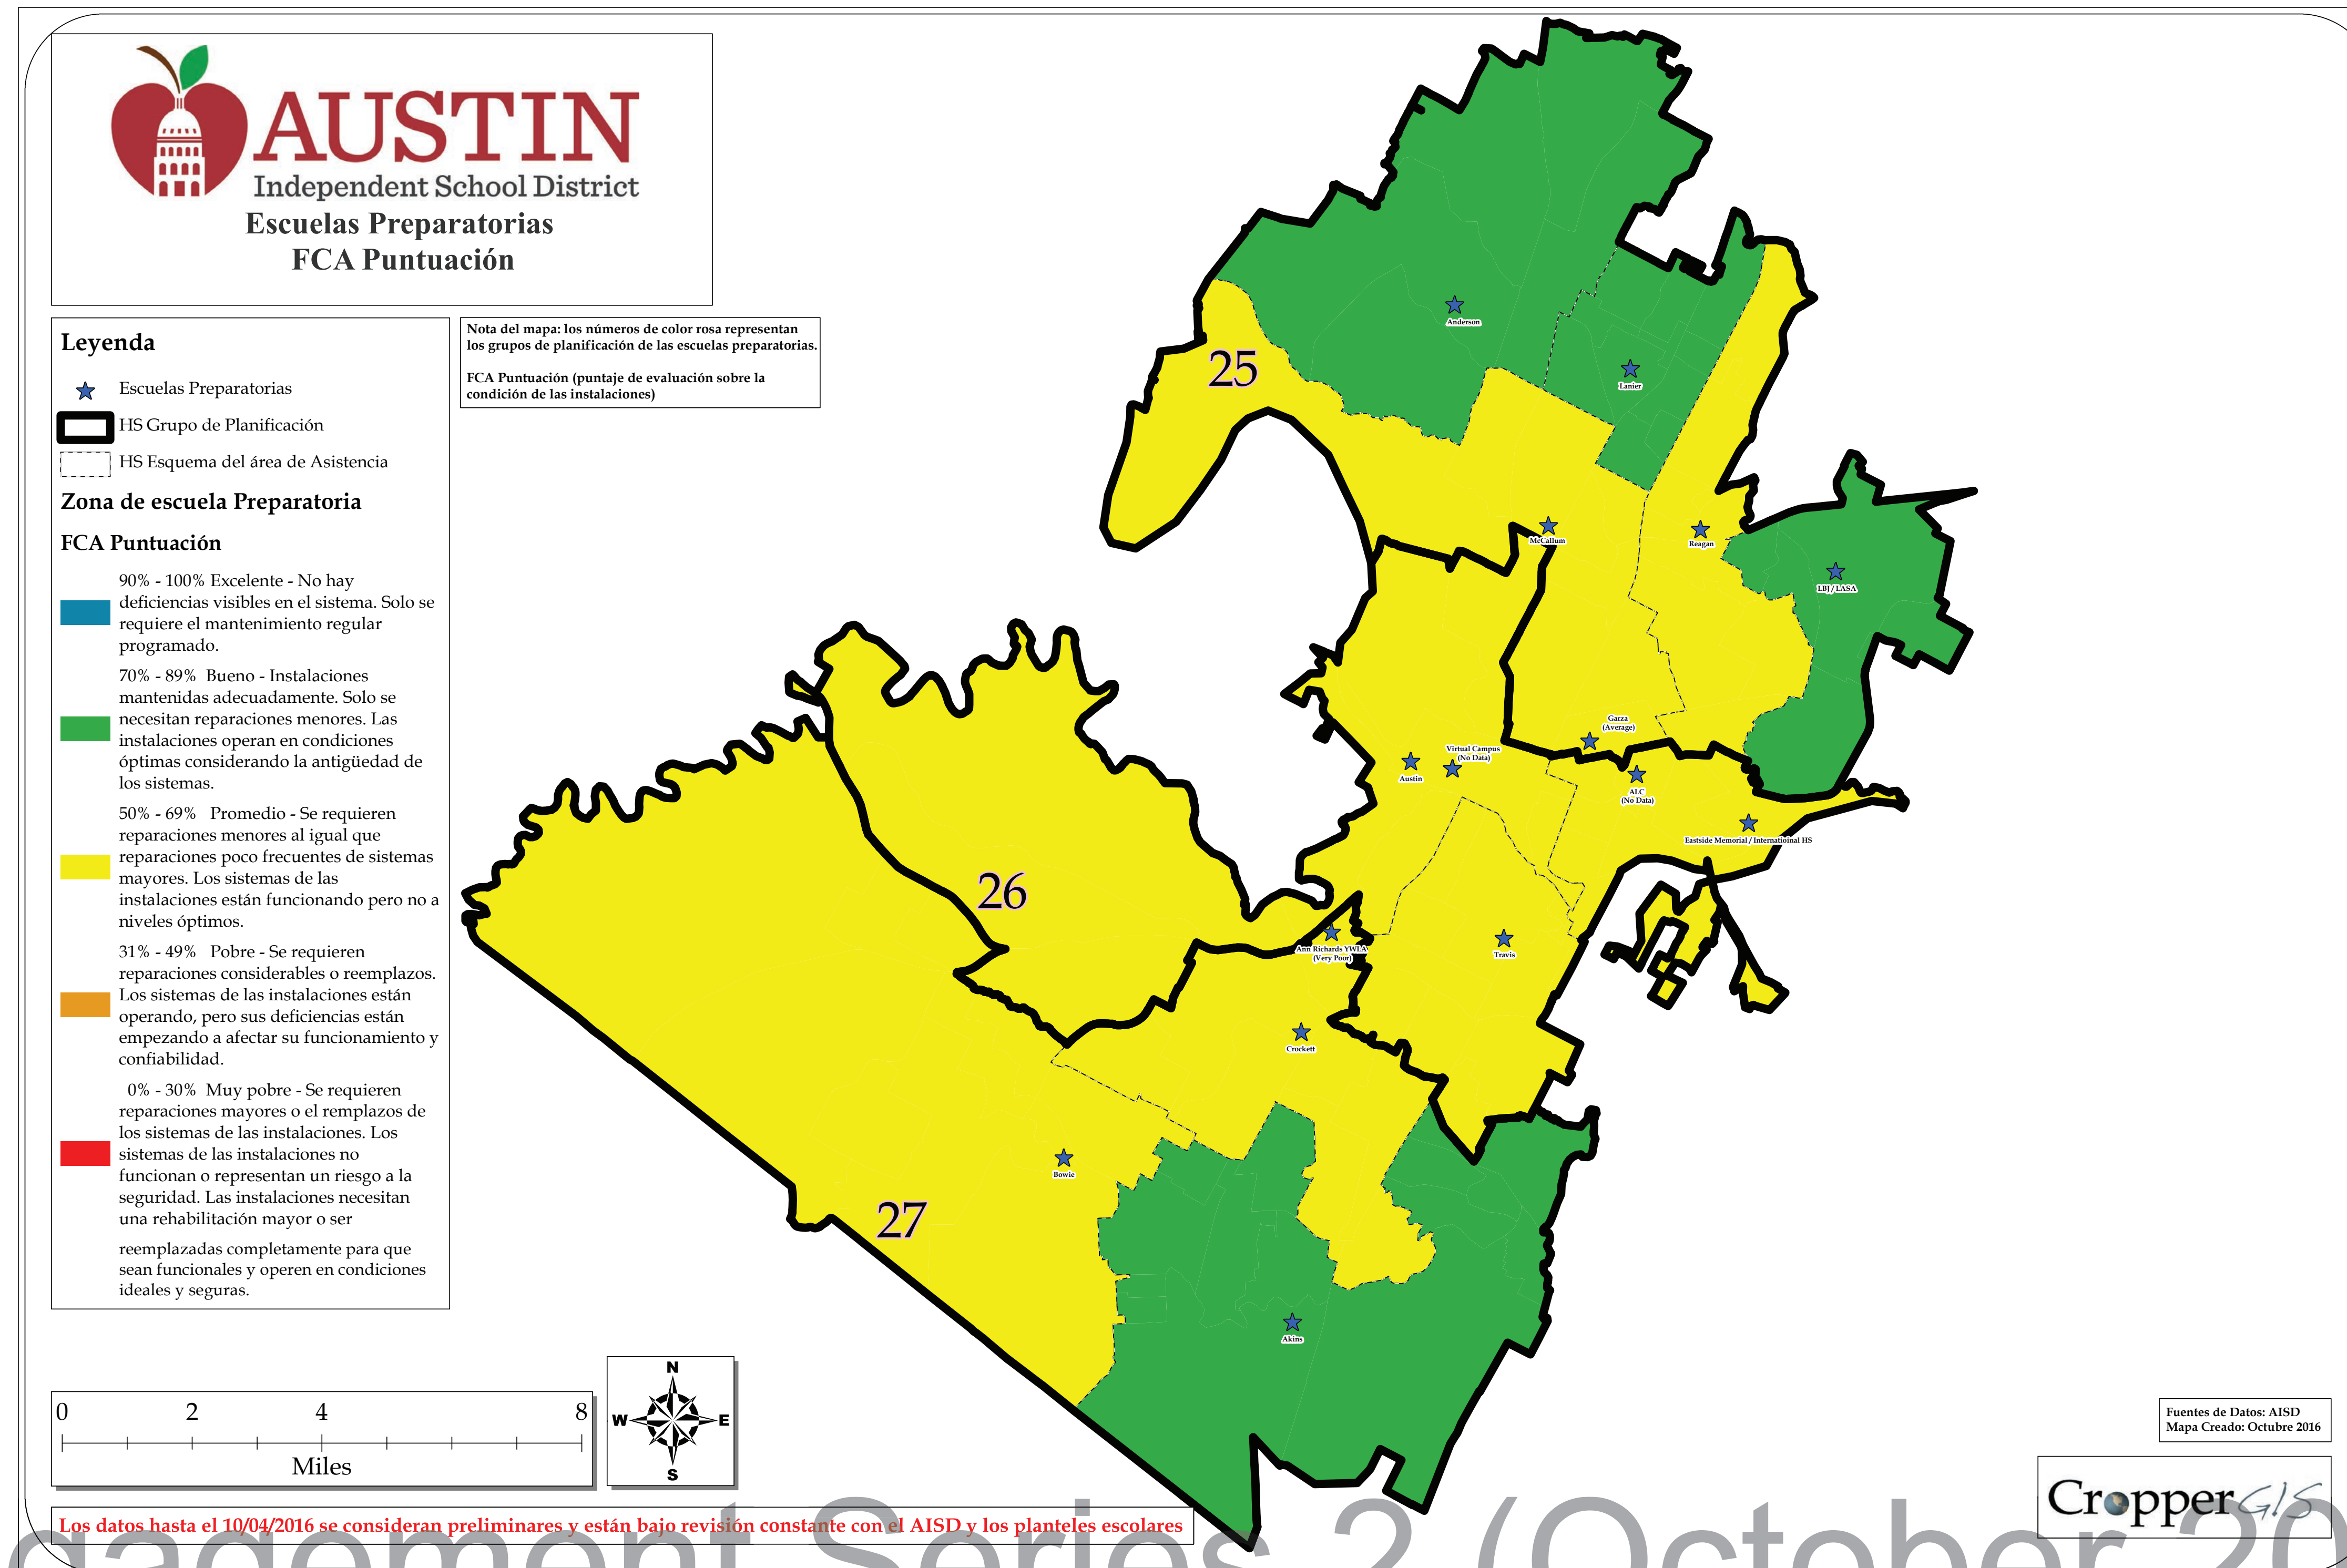 AUSTIN
Independent School District
Escuelas Preparatorias
FCA Puntuación
Leyenda
Escuelas Preparatorias
HS Grupo de Planificación
HS Esquema del área de Asistencia
Zona de escuela Preparatoria
FCA Puntuación
90% - 100% Excelente - No hay
deficiencias visibles en el sistema. Solo se
requiere el mantenimiento regular
programado.
70% - 89% Bueno - Instalaciones
mantenidas adecuadamente. Solo se
necesitan reparaciones menores. Las
instalaciones operan en condiciones
óptimas considerando la antigüedad de
los sistemas.
50% - 69% Promedio - Se requieren
reparaciones menores al igual que
reparaciones poco frecuentes de sistemas
mayores. Los sistemas de las
instalaciones están funcionando pero no a
niveles óptimos.
31% - 49% Pobre - Se requieren
reparaciones considerables o reemplazos.
Los sistemas de las instalaciones están
operando, pero sus deficiencias están
empezando a afectar su funcionamiento y
confiabilidad.
0% - 30% Muy pobre - Se requieren
reparaciones mayores o el remplazos de
los sistemas de las instalaciones. Los
sistemas de las instalaciones no
funcionan o representan un riesgo a la
seguridad. Las instalaciones necesitan
una rehabilitación mayor o ser
reemplazadas completamente para que
sean funcionales y operen en condiciones
ideales y seguras.
Nota del mapa: los números de color rosa representan
los grupos de planificación de las escuelas preparatorias.
FCA Puntuación (puntaje de evaluación sobre la
condición de las instalaciones)
Anderson
25
Lanier
McCallum
Reagan
LBJ / LASA
Garza
(Average)
Virtual Campus
(No Data)
Austin
ALC
(No Data)
Eastside Memorial / Internatioinal HS
26
Ann Richards YWLA
(Very Poor)
Travis
Crockett
Bowie
27
Akins
0 2 4 8
Miles
N
W E
S
Fuentes de Datos: AISD
Mapa Creado: Octubre 2016
CropperGIS
Los datos hasta el 10/04/2016 se consideran preliminares y están bajo revisión constante con el AISD y los planteles escolares
gagement Series 2 (October 20